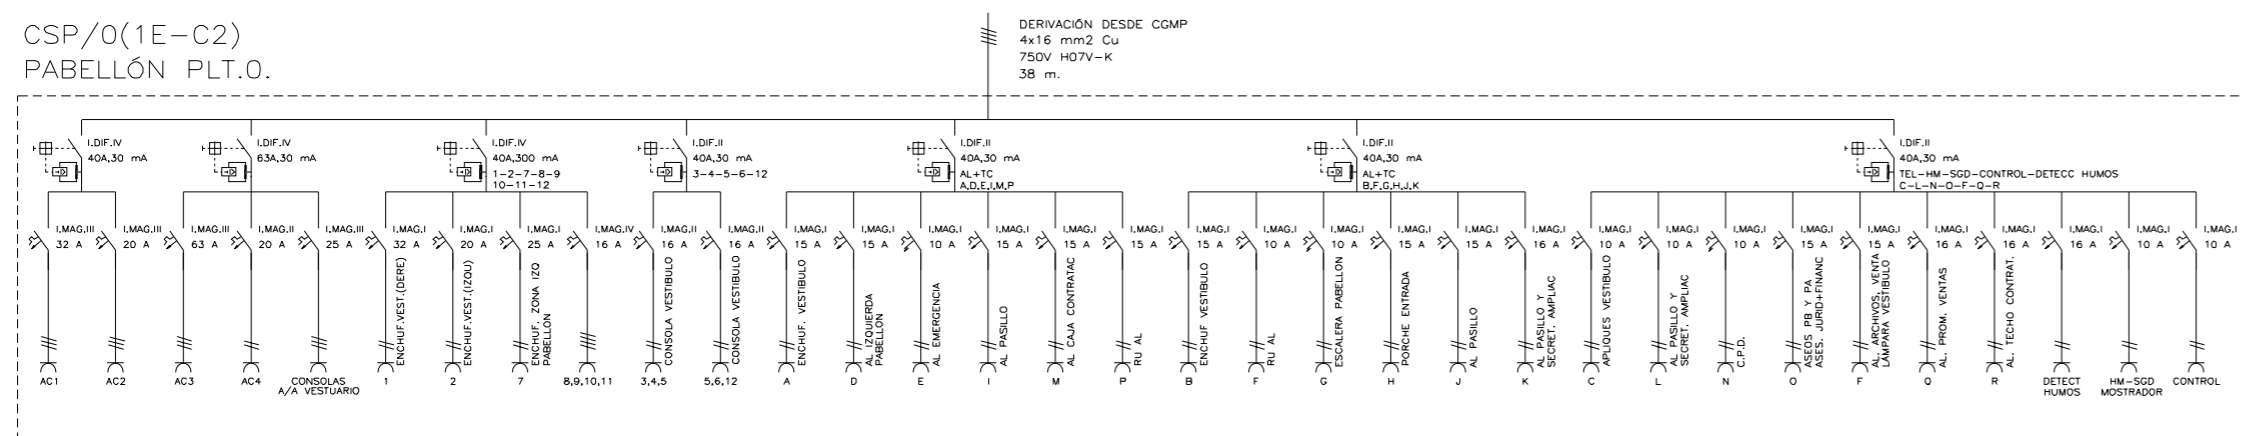 CSP/0(1E-C2)
PABELLÓN PLT.0.
DERIVACIÓN DESDE CGMP
4x16 mm2 Cu
750V H07V-K
38 m.
I.DIF.IV
40A,30 mA
I.DIF.IV
63A,30 mA
I.DIF.IV
40A,300 mA
1-2-7-8-9
10-11-12
I.DIF.II
40A,30 mA
3-4-5-6-12
I.DIF.II
40A,30 mA
AL+TC
A,D,E,I,M,P
I.DIF.II
40A,30 mA
AL+TC
B,F,G,H,J,K
I.DIF.II
40A,30 mA
TEL-HM-SGD-CONTROL-DETECC HUMOS
C-L-N-O-F-Q-R
I.MAG.III
32 A
I.MAG.III
20 A
I.MAG.III
63 A
I.MAG.II
20 A
I.MAG.III
25 A
I.MAG.I
32 A
I.MAG.I
20 A
I.MAG.I
25 A
I.MAG.IV
16 A
I.MAG.II
16 A
I.MAG.II
16 A
I.MAG.I
15 A
I.MAG.I
15 A
I.MAG.I
10 A
I.MAG.I
15 A
I.MAG.I
15 A
I.MAG.I
15 A
I.MAG.I
15 A
I.MAG.I
10 A
I.MAG.I
10 A
I.MAG.I
15 A
I.MAG.I
15 A
I.MAG.I
16 A
I.MAG.I
10 A
I.MAG.I
10 A
I.MAG.I
10 A
I.MAG.I
15 A
I.MAG.I
15 A
I.MAG.I
16 A
I.MAG.I
16 A
I.MAG.I
16 A
I.MAG.I
10 A
I.MAG.I
10 A
ENCHUF.VEST.(DERE)
ENCHUF.VEST.(IZQU)
ENCHUF. ZONA IZQ
PABELLON
CONSOLA VESTIBULO
CONSOLA VESTIBULO
ENCHUF. VESTIBULO
AL IZQUIERDA
PABELLON
AL EMERGENCIA
AL PASILLO
AL CAJA CONTRATAC
RU AL
ENCHUF VESTIBULO
RU AL
ESCALERA PABELLON
PORCHE ENTRADA
AL PASILLO
AL PASILLO Y
SECRET. AMPLIAC
APLIQUES VESTIBULO
AL PASILLO Y
SECRET. AMPLIAC
C.P.D.
ASEOS PB Y PA
ASES. JURID+FINANC
AL. ARCHIVOS, VENTA
LÁMPARA VESTIBULO
AL. PROM. VENTAS
AL. TECHO CONTRAT.
AC1
AC2
AC3
AC4
CONSOLAS
A/A VESTUARIO
1
2
7
8,9,10,11
3,4,5
5,6,12
A
D
E
I
M
P
B
F
G
H
J
K
C
L
N
O
F
Q
R
DETECT
HUMOS
HM-SGD
MOSTRADOR
CONTROL